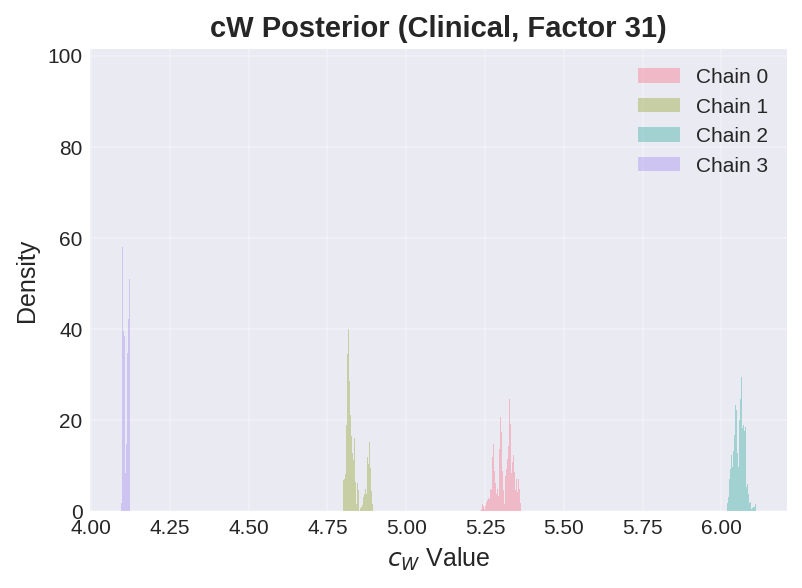 cW Posterior (Clinical, Factor 31)
100
80
60
40
20
0
Density
Chain 0
Chain 1
Chain 2
Chain 3
4.00 4.25 4.50 4.75 5.00 5.25 5.50 5.75 6.00
c_W Value